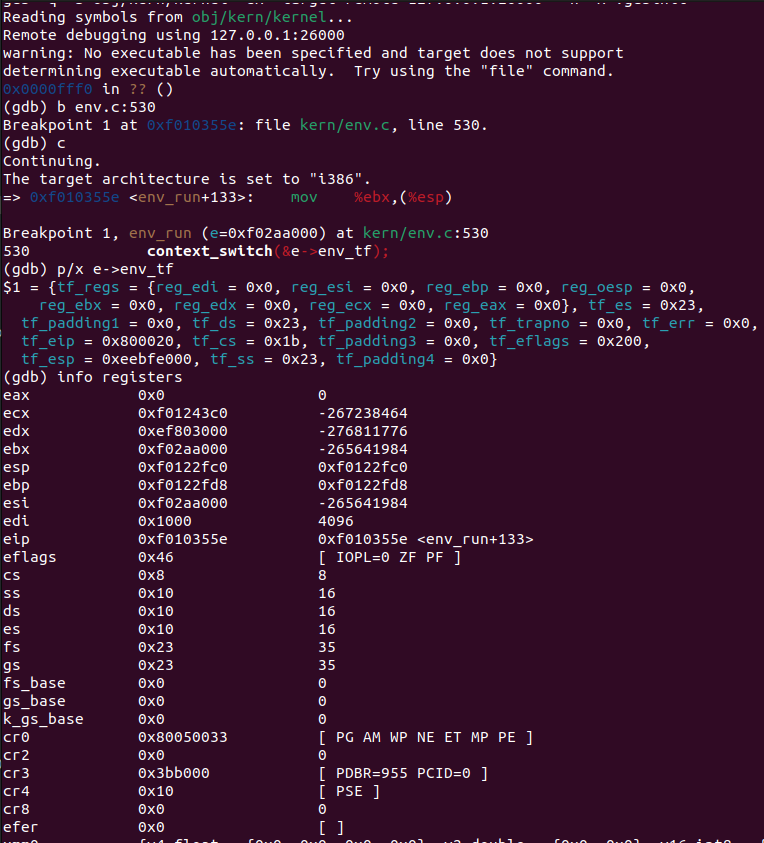 Reading symbols from obj/kern/kernel...
Remote debugging using 127.0.0.1:26000
warning: No executable has been specified and target does not support
determining executable automatically.  Try using the "file" command.
0x0000fff0 in ?? ()
(gdb) b env.c:530
Breakpoint 1 at 0xf010355e: file kern/env.c, line 530.
(gdb) c
Continuing.
The target architecture is set to "i386".
=> 0xf010355e <env_run+133>:    mov    %ebx,(%esp)
Breakpoint 1, env_run (e=0xf02aa000) at kern/env.c:530
530             context_switch(&e->env_tf);
(gdb) p/x e->env_tf
$1 = {tf_regs = {reg_edi = 0x0, reg_esi = 0x0, reg_ebp = 0x0, reg_oesp = 0x0,
    reg_ebx = 0x0, reg_edx = 0x0, reg_ecx = 0x0, reg_eax = 0x0}, tf_es = 0x23,
  tf_padding1 = 0x0, tf_ds = 0x23, tf_padding2 = 0x0, tf_trapno = 0x0, tf_err = 0x0,
  tf_eip = 0x800020, tf_cs = 0x1b, tf_padding3 = 0x0, tf_eflags = 0x200,
  tf_esp = 0xeebfe000, tf_ss = 0x23, tf_padding4 = 0x0}
(gdb) info registers
eax            0x0                 0
ecx            0xf01243c0          -267238464
edx            0xef803000          -276811776
ebx            0xf02aa000          -265641984
esp            0xf0122fc0          0xf0122fc0
ebp            0xf0122fd8          0xf0122fd8
esi            0xf02aa000          -265641984
edi            0x1000              4096
eip            0xf010355e          0xf010355e <env_run+133>
eflags         0x46                [ IOPL=0 ZF PF ]
cs             0x8                 8
ss             0x10                16
ds             0x10                16
es             0x10                16
fs             0x23                35
gs             0x23                35
fs_base        0x0                 0
gs_base        0x0                 0
k_gs_base      0x0                 0
cr0            0x80050033          [ PG AM WP NE ET MP PE ]
cr2            0x0                 0
cr3            0x3bb000            [ PDBR=955 PCID=0 ]
cr4            0x10                [ PSE ]
cr8            0x0                 0
efer           0x0                 [ ]